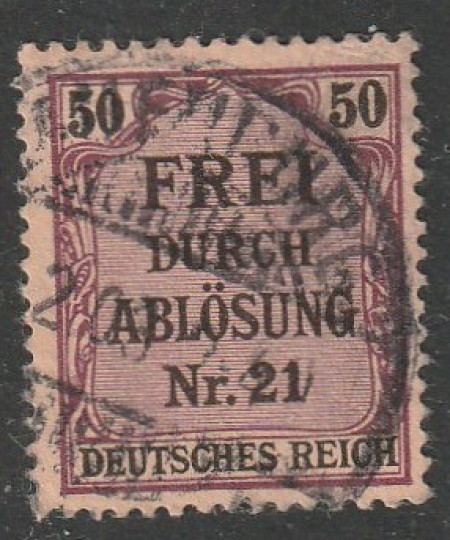 50 50
FREI
DURCH
ABLÖSUNG
Nr. 21
DEUTSCHES REICH